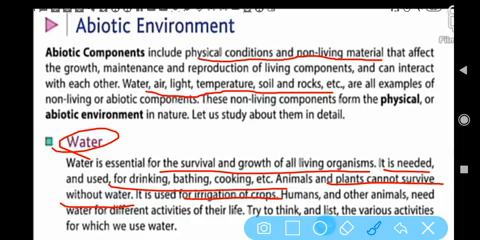 Abiotic Environment
Abiotic Components include physical conditions and non-living material that affect
the growth, maintenance and reproduction of living components, and can interact
with each other. Water, air, light, temperature, soil and rocks, etc., are all examples
of non-living or abiotic components. These non-living components form the physical, or
abiotic environment in nature. Let us study about them in detail.
Water
Water is essential for the survival and growth of all living organisms. It is needed,
and used, for drinking, bathing, cooking, etc. Animals and plants cannot survive
without water. It is used for irrigation of crops. Humans, and other animals, need
water for different activities of their life. Try to think, and list, the various activities
for which we use water.